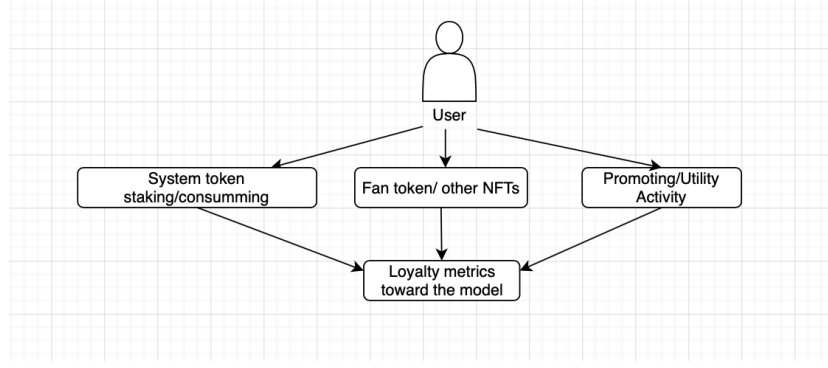 User
System token
staking/consumming
Fan token/ other NFTs
Promoting/Utility
Activity
Loyalty metrics
toward the model